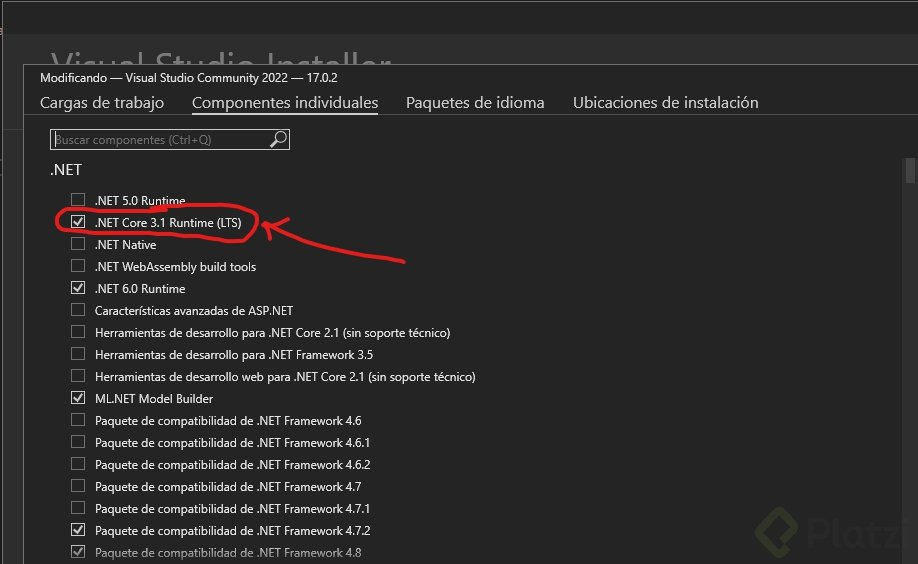 Visual Studio Installer
Modificando — Visual Studio Community 2022 — 17.0.2
Cargas de trabajo Componentes individuales Paquetes de idioma Ubicaciones de instalación
Buscar componentes (Ctrl+Q)
.NET
.NET 5.0 Runtime
.NET Core 3.1 Runtime (LTS)
.NET Native
.NET WebAssembly build tools
.NET 6.0 Runtime
Características avanzadas de ASP.NET
Herramientas de desarrollo para .NET Core 2.1 (sin soporte técnico)
Herramientas de desarrollo para .NET Framework 3.5
Herramientas de desarrollo web para .NET Core 2.1 (sin soporte técnico)
ML.NET Model Builder
Paquete de compatibilidad de .NET Framework 4.6
Paquete de compatibilidad de .NET Framework 4.6.1
Paquete de compatibilidad de .NET Framework 4.6.2
Paquete de compatibilidad de .NET Framework 4.7
Paquete de compatibilidad de .NET Framework 4.7.1
Paquete de compatibilidad de .NET Framework 4.7.2
Paquete de compatibilidad de .NET Framework 4.8
Platzi